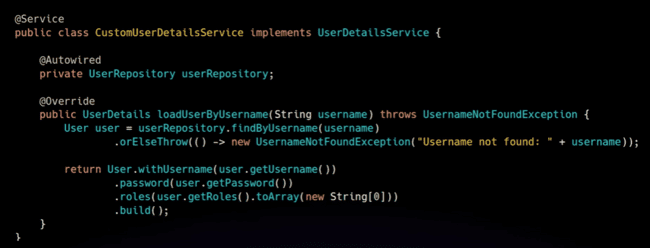 @Service
public class CustomUserDetailsService implements UserDetailsService {
@Autowired
private UserRepository userRepository;
@Override
public UserDetails loadUserByUsername(String username) throws UsernameNotFoundException {
User user = userRepository.findByUsername(username)
.orElseThrow(() -> new UsernameNotFoundException("Username not found: " + username));
return User.withUsername(user.getUsername())
.password(user.getPassword())
.roles(user.getRoles().toArray(new String[0]))
.build();
}
}